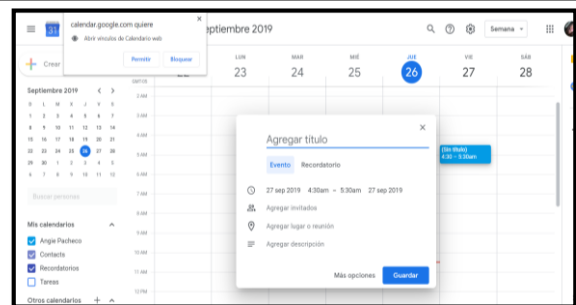 calendar.google.com quiere
Abrir vínculos de Calendario web
Permitir Bloquear
31
eptiembre 2019
Semana
Crear
GMT-05
LUN MAR MIÉ JUE VIE SÁB
22 23 24 25 26 27 28
Septiembre 2019
D L M X J V S
1 2 3 4 5 6 7
8 9 10 11 12 13 14
15 16 17 18 19 20 21
22 23 24 25 26 27 28
29 30 1 2 3 4 5
6 7 8 9 10 11 12
Buscar personas
Mis calendarios
Angie Pacheco
Contacts
Recordatorios
Tareas
Otros calendarios
2 AM
3 AM
4 AM
5 AM
6 AM
7 AM
8 AM
9 AM
10 AM
11 AM
12 PM
(Sin título)
4:30 – 5:30am
Agregar título
Evento Recordatorio
27 sep 2019 4:30am – 5:30am 27 sep 2019
Agregar invitados
Agregar lugar o reunión
Agregar descripción
Más opciones Guardar